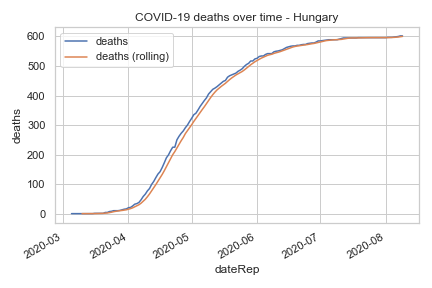 COVID-19 deaths over time - Hungary
deaths
deaths (rolling)
600
500
400
300
200
100
0
deaths
2020-03
2020-04
2020-05
2020-06
2020-07
2020-08
dateRep